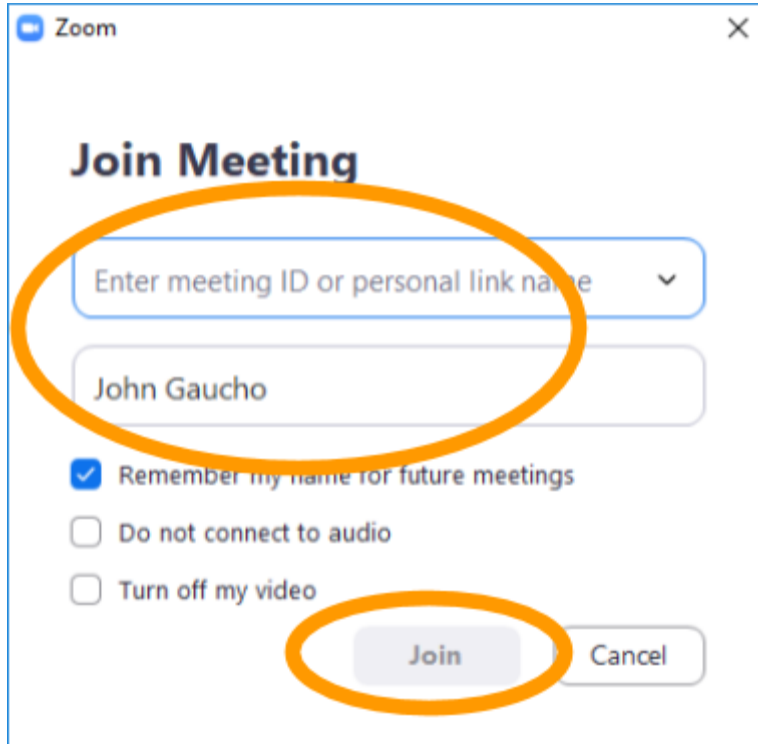 Zoom
Join Meeting
Enter meeting ID or personal link name
John Gaucho
Remember my name for future meetings
Do not connect to audio
Turn off my video
Join Cancel